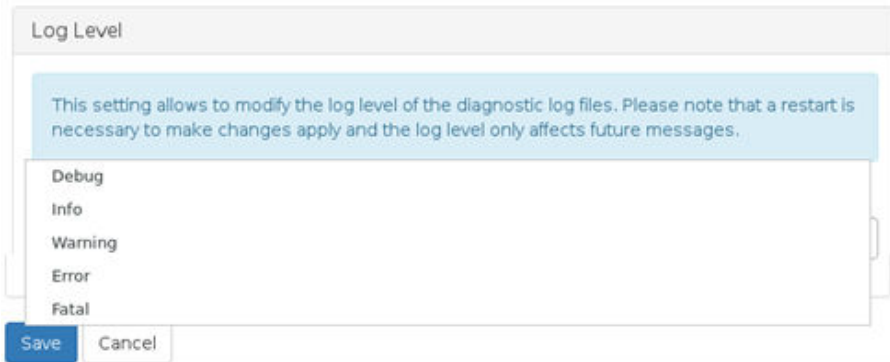 Log Level
This setting allows to modify the log level of the diagnostic log files. Please note that a restart is
necessary to make changes apply and the log level only affects future messages.
Debug
Info
Warning
Error
Fatal
Save Cancel